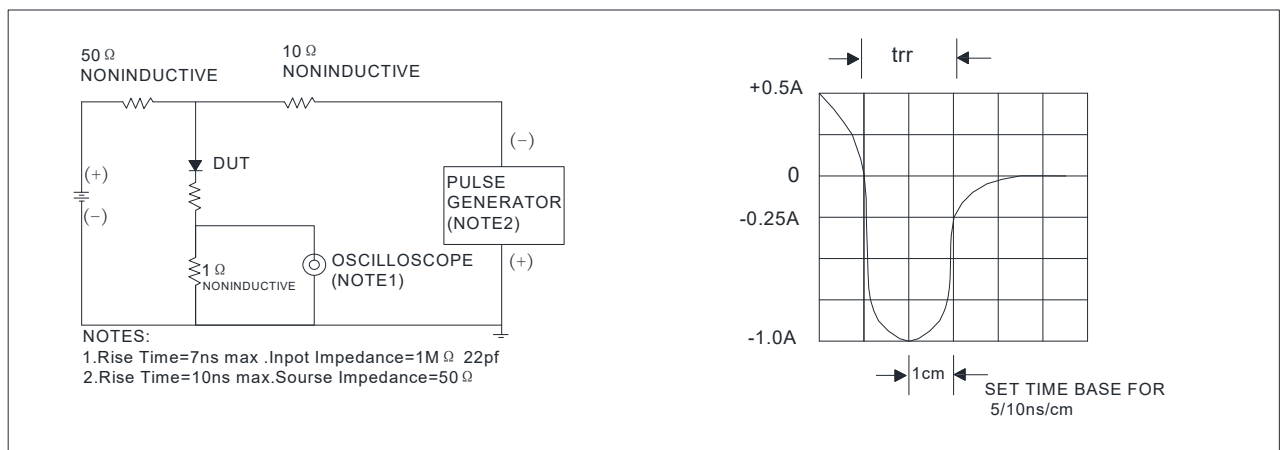 50 Ω
NONINDUCTIVE
10 Ω
NONINDUCTIVE
(+)
(−)
DUT
1 Ω
NONINDUCTIVE
OSCILLOSCOPE
(NOTE1)
(−)
PULSE
GENERATOR
(NOTE2)
(+)
NOTES:
1.Rise Time=7ns max .Inpot Impedance=1M Ω 22pf
2.Rise Time=10ns max.Sourse Impedance=50 Ω
trr
+0.5A
0
-0.25A
-1.0A
1cm
SET TIME BASE FOR
5/10ns/cm